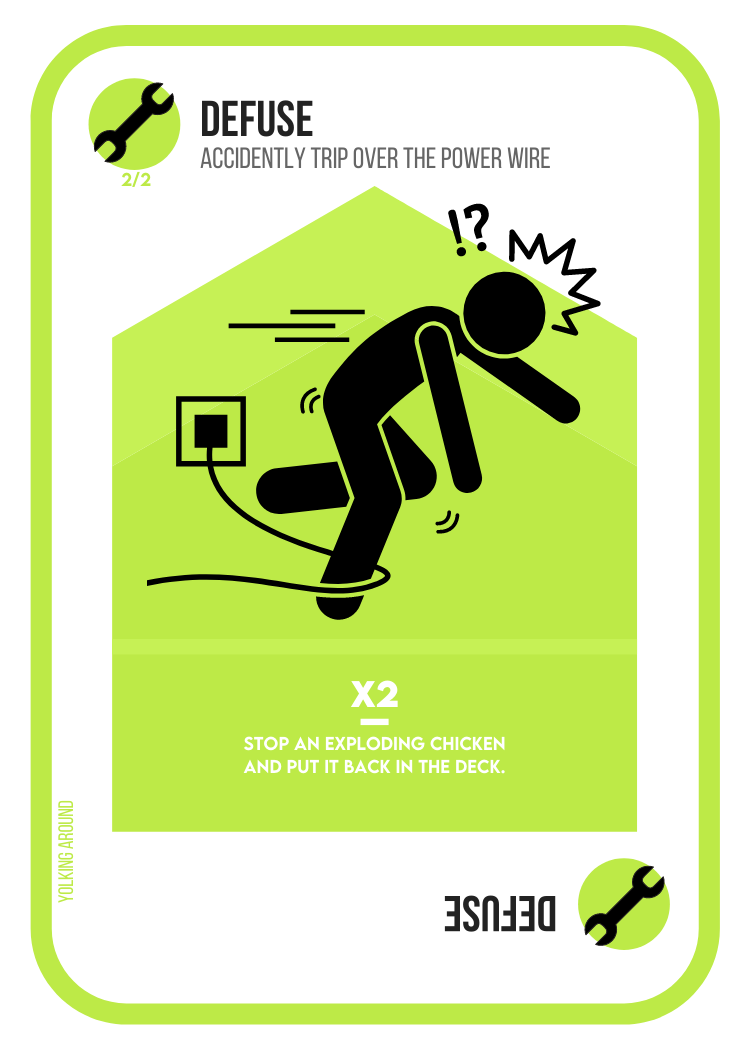 DEFUSE
ACCIDENTLY TRIP OVER THE POWER WIRE
2/2
!?
X2
STOP AN EXPLODING CHICKEN
AND PUT IT BACK IN THE DECK.
YOLKING AROUND
DEFUSE